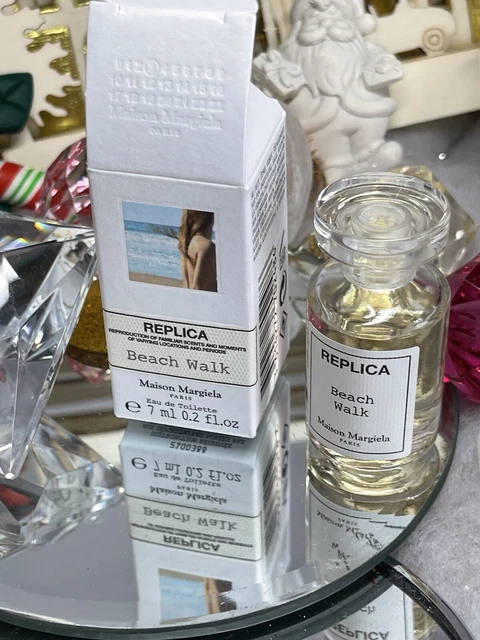 Maison Margiela
PARIS
REPLICA
REPRODUCTION OF FAMILIAR SCENTS AND MOMENTS
OF VARYING LOCATIONS AND PERIODS
Beach Walk
Maison Margiela
PARIS
Eau de Toilette
℮ 7 ml 0.2 fl.oz
REPLICA
Beach
Walk
Maison Margiela
PARIS